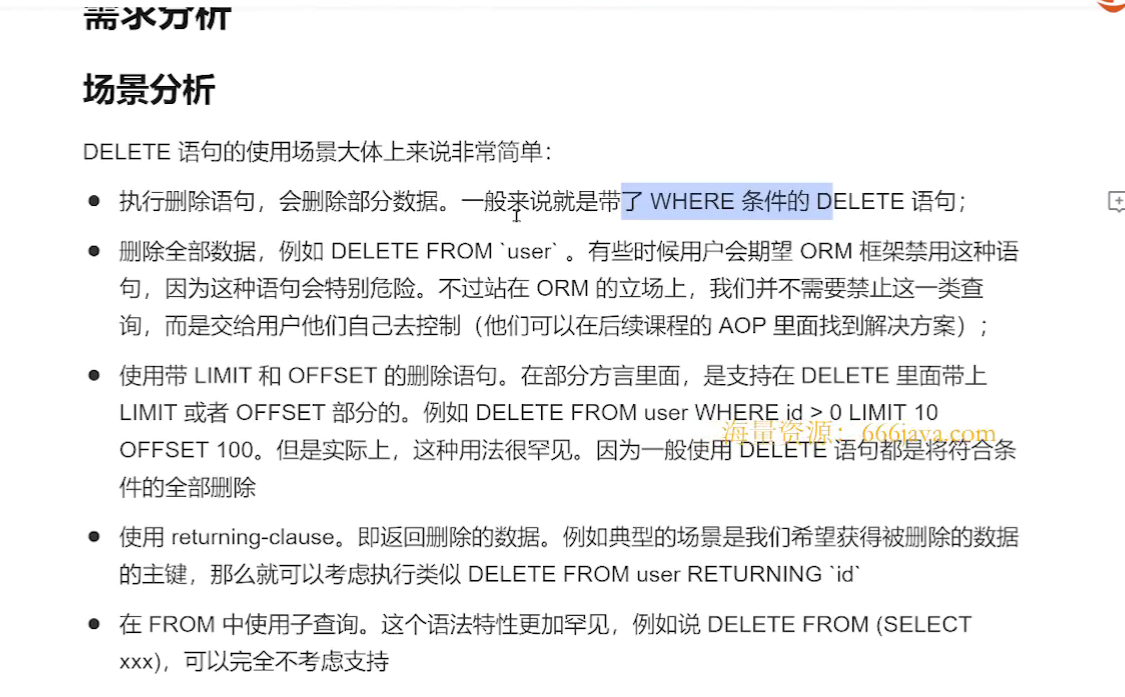 需求分析
场景分析
DELETE 语句的使用场景大体上来说非常简单：
执行删除语句，会删除部分数据。一般来说就是带了 WHERE 条件的 DELETE 语句；
删除全部数据，例如 DELETE FROM `user` 。有些时候用户会期望 ORM 框架禁用这种语
句，因为这种语句会特别危险。不过站在 ORM 的立场上，我们并不需要禁止这一类查
询，而是交给用户他们自己去控制（他们可以在后续课程的 AOP 里面找到解决方案）；
使用带 LIMIT 和 OFFSET 的删除语句。在部分方言里面，是支持在 DELETE 里面带上
LIMIT 或者 OFFSET 部分的。例如 DELETE FROM user WHERE id > 0 LIMIT 10
海量资源：666java.com
OFFSET 100。但是实际上，这种用法很罕见。因为一般使用 DELETE 语句都是将符合条
件的全部删除
使用 returning-clause。即返回删除的数据。例如典型的场景是我们希望获得被删除的数据
的主键，那么就可以考虑执行类似 DELETE FROM user RETURNING `id`
在 FROM 中使用子查询。这个语法特性更加罕见，例如说 DELETE FROM (SELECT
xxx)，可以完全不考虑支持